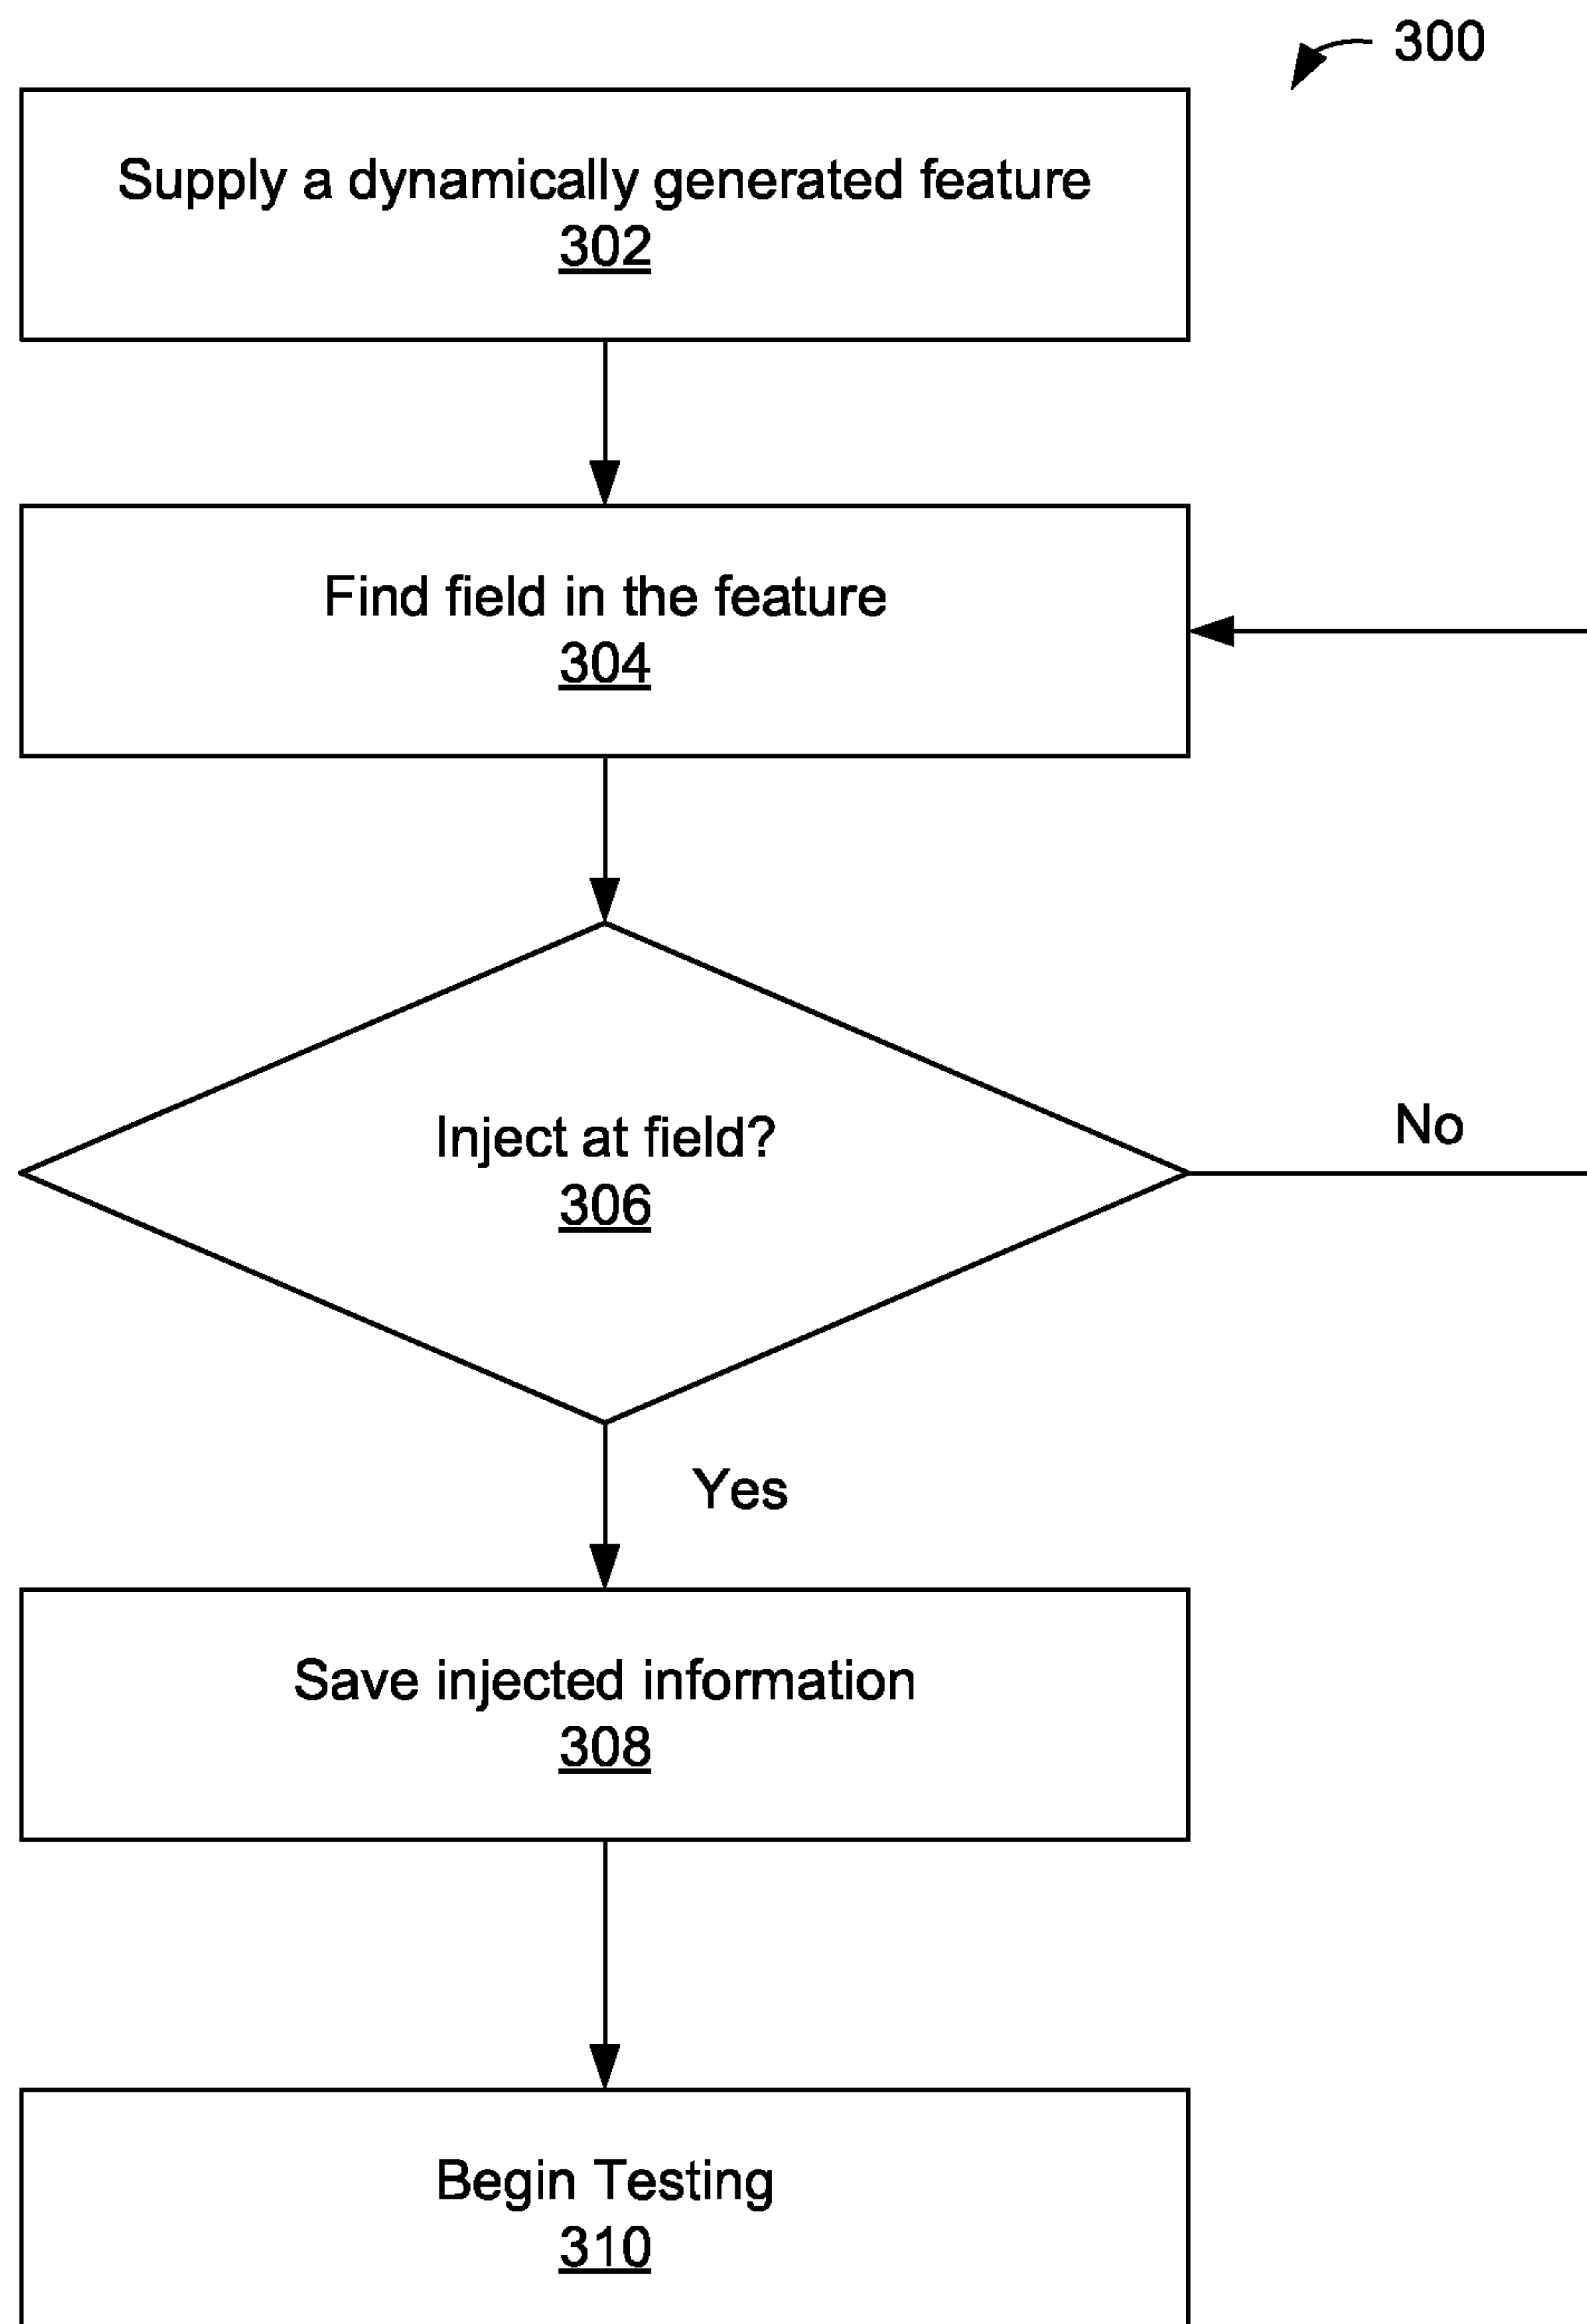 300
Supply a dynamically generated feature
302
Find field in the feature
304
Inject at field?
306
No
Yes
Save injected information
308
Begin Testing
310